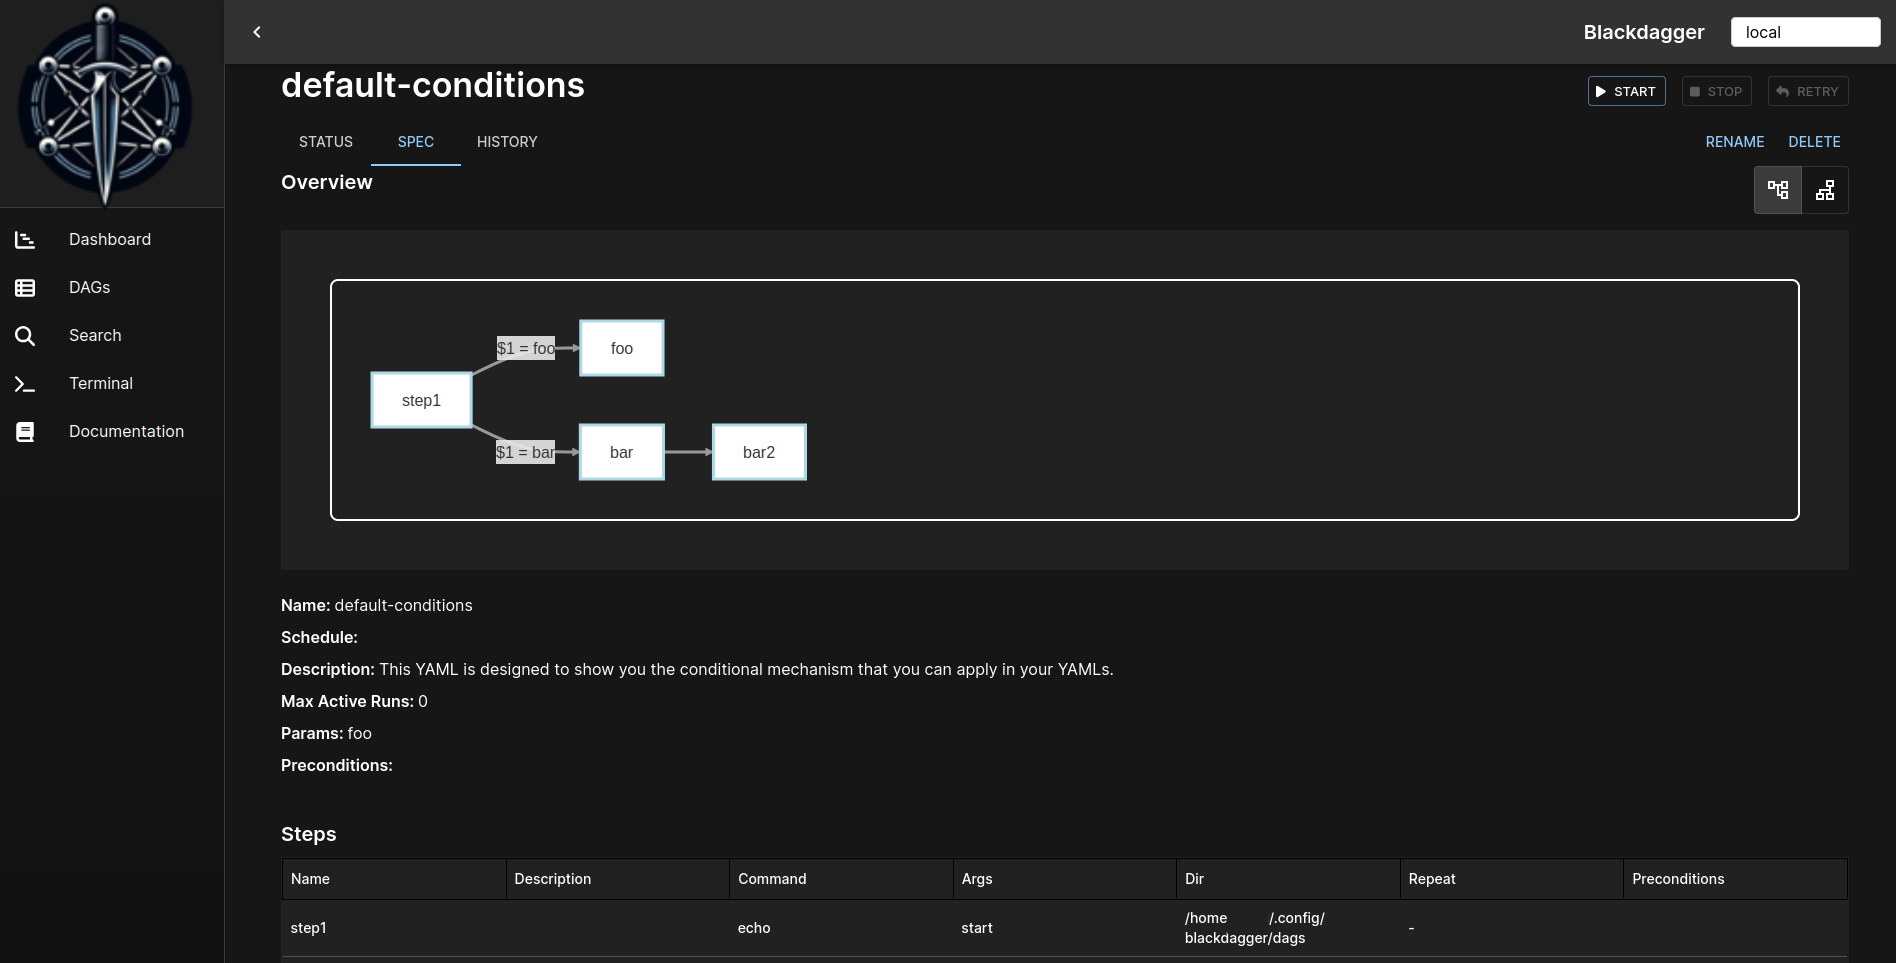 Blackdagger
local
default-conditions
START
STOP
RETRY
STATUS
SPEC
HISTORY
RENAME
DELETE
Overview
Dashboard
DAGs
Search
Terminal
Documentation
$1 = foo
foo
step1
$1 = bar
bar
bar2
Name: default-conditions
Schedule:
Description: This YAML is designed to show you the conditional mechanism that you can apply in your YAMLs.
Max Active Runs: 0
Params: foo
Preconditions:
Steps
Name Description Command Args Dir Repeat Preconditions
step1 echo start /home /.config/ -
blackdagger/dags